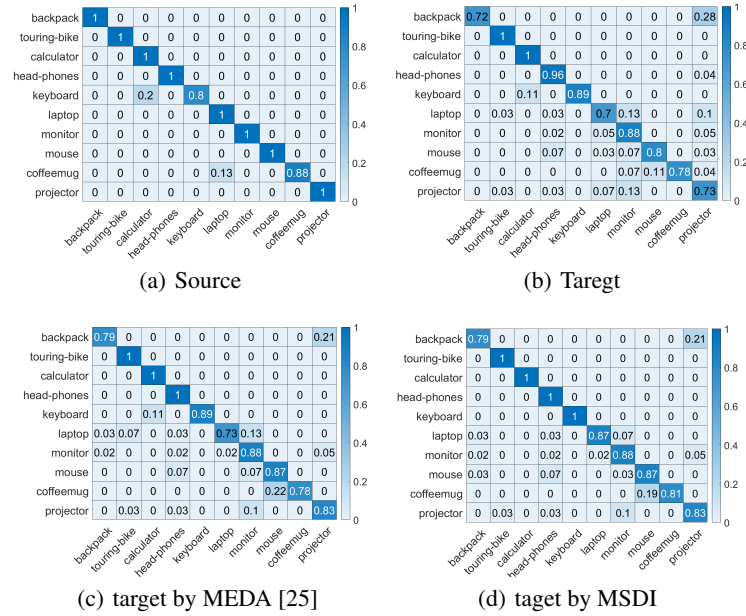 backpack 1 0 0 0 0 0 0 0 0 0 1
touring-bike 0 1 0 0 0 0 0 0 0 0
calculator 0 0 1 0 0 0 0 0 0 0 0.8
head-phones 0 0 0 1 0 0 0 0 0 0
keyboard 0 0 0.2 0 0.8 0 0 0 0 0 0.6
laptop 0 0 0 0 0 1 0 0 0 0
monitor 0 0 0 0 0 0 1 0 0 0 0.4
mouse 0 0 0 0 0 0 0 1 0 0 0.2
coffeemug 0 0 0 0 0 0.13 0 0 0.88 0
projector 0 0 0 0 0 0 0 0 0 1 0
backpack touring-bike calculator head-phones keyboard laptop monitor mouse coffeemug projector
(a) Source
backpack 0.72 0 0 0 0 0 0 0 0 0.28 1
touring-bike 0 1 0 0 0 0 0 0 0 0
calculator 0 0 1 0 0 0 0 0 0 0 0.8
head-phones 0 0 0 0.96 0 0 0 0 0 0.04
keyboard 0 0 0.11 0 0.89 0 0 0 0 0 0.6
laptop 0 0.03 0 0.03 0 0.7 0.13 0 0 0.1
monitor 0 0 0 0.02 0 0.05 0.88 0 0 0.05 0.4
mouse 0 0 0 0.07 0 0.03 0.07 0.8 0 0.03 0.2
coffeemug 0 0 0 0 0 0 0.07 0.11 0.78 0.04
projector 0 0.03 0 0.03 0 0.07 0.13 0 0 0.73 0
backpack touring-bike calculator head-phones keyboard laptop monitor mouse coffeemug projector
(b) Taregt
backpack 0.79 0 0 0 0 0 0 0 0 0.21 1
touring-bike 0 1 0 0 0 0 0 0 0 0
calculator 0 0 1 0 0 0 0 0 0 0 0.8
head-phones 0 0 0 1 0 0 0 0 0 0
keyboard 0 0 0.11 0 0.89 0 0 0 0 0 0.6
laptop 0.03 0.07 0 0.03 0 0.73 0.13 0 0 0
monitor 0.02 0 0 0.02 0 0.02 0.88 0 0 0.05 0.4
mouse 0 0 0 0.07 0 0 0.07 0.87 0 0 0.2
coffeemug 0 0 0 0 0 0 0 0.22 0.78 0
projector 0 0.03 0 0.03 0 0 0.1 0 0 0.83 0
backpack touring-bike calculator head-phones keyboard laptop monitor mouse coffeemug projector
(c) target by MEDA [25]
backpack 0.79 0 0 0 0 0 0 0 0 0.21 1
touring-bike 0 1 0 0 0 0 0 0 0 0
calculator 0 0 1 0 0 0 0 0 0 0 0.8
head-phones 0 0 0 1 0 0 0 0 0 0
keyboard 0 0 0 0 1 0 0 0 0 0 0.6
laptop 0.03 0 0 0.03 0 0.87 0.07 0 0 0
monitor 0.02 0 0 0.02 0 0.02 0.88 0 0 0.05 0.4
mouse 0.03 0 0 0.07 0 0 0.03 0.87 0 0 0.2
coffeemug 0 0 0 0 0 0 0 0.19 0.81 0
projector 0 0.03 0 0.03 0 0 0.1 0 0 0.83 0
backpack touring-bike calculator head-phones keyboard laptop monitor mouse coffeemug projector
(d) taget by MSDI